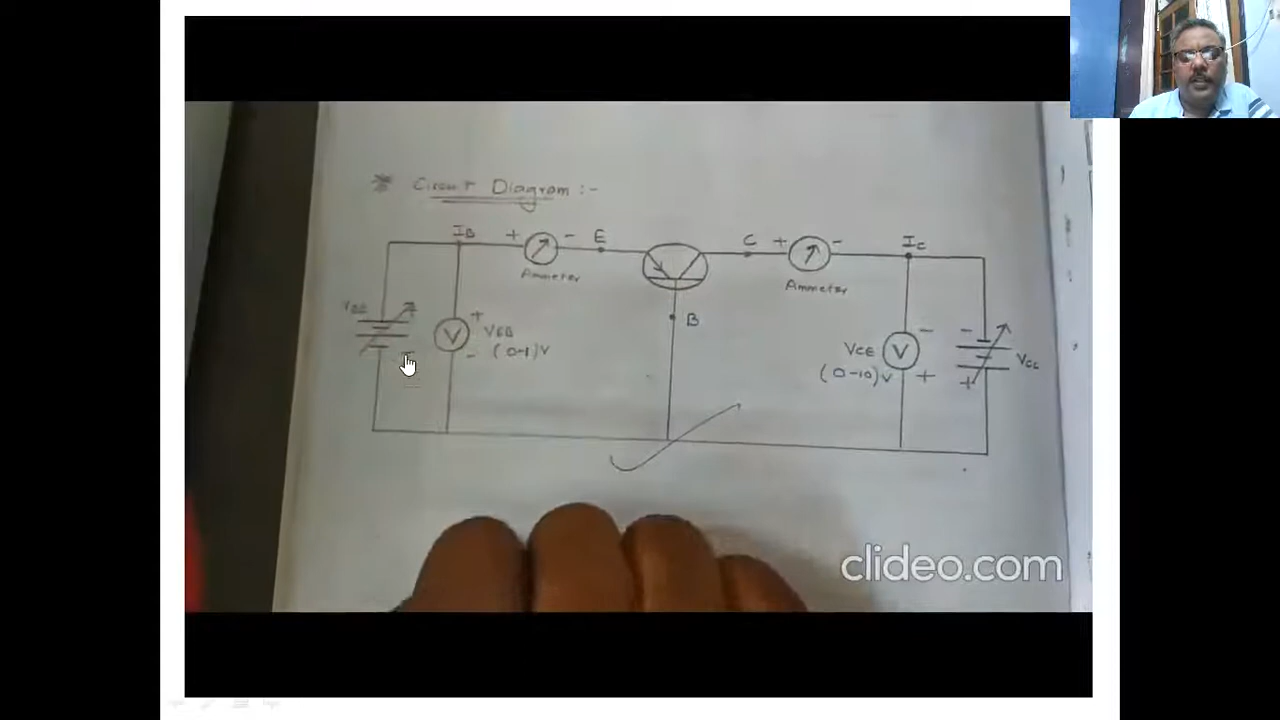 * Circuit Diagram :-
IB + - E C + - IC
Ammeter
Ammeter
+
VEB
(0-1)V
-
B
-
VCE
(0-10)V
+
-
+
VCC
clideo.com